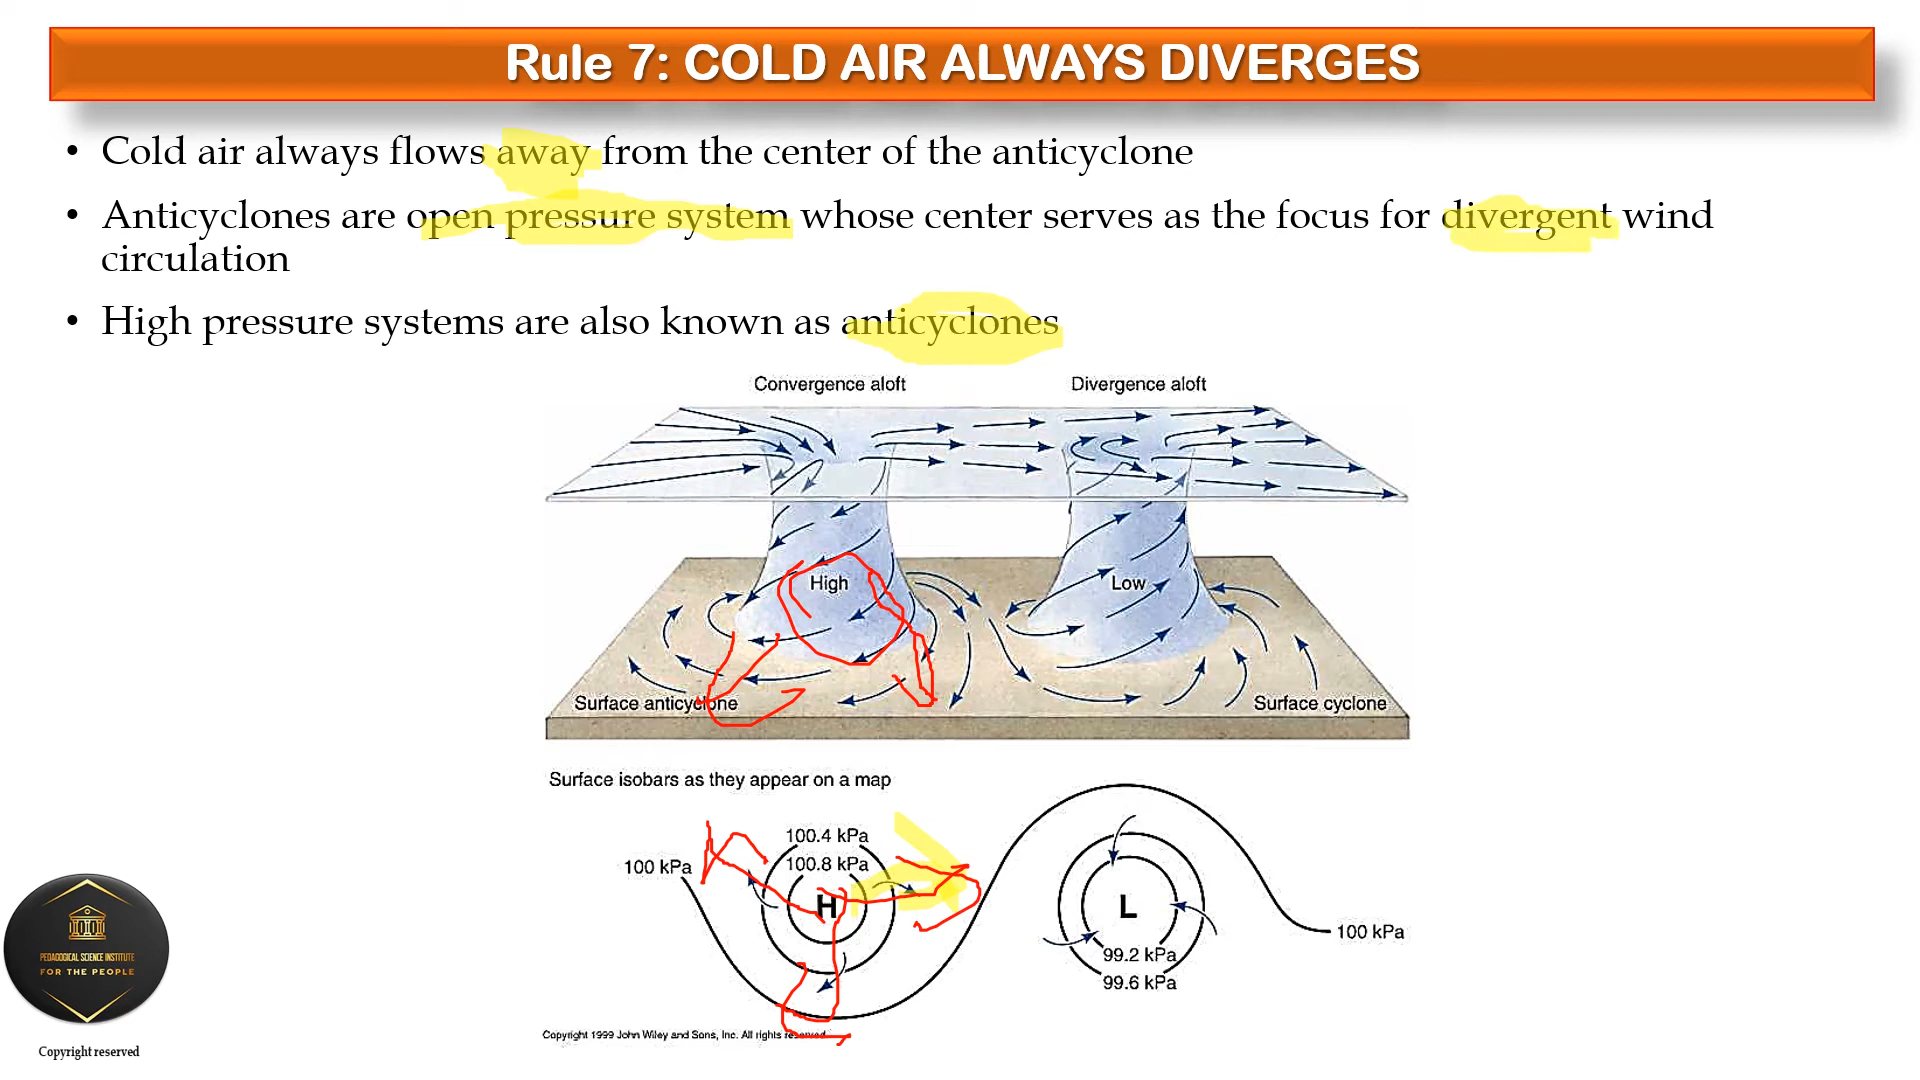 Rule 7: COLD AIR ALWAYS DIVERGES
• Cold air always flows away from the center of the anticyclone
• Anticyclones are open pressure system whose center serves as the focus for divergent wind
circulation
• High pressure systems are also known as anticyclones
Convergence aloft
Divergence aloft
High
Low
Surface anticyclone
Surface cyclone
Surface isobars as they appear on a map
100.4 kPa
100.8 kPa
100 kPa
H
L
100 kPa
99.2 kPa
99.6 kPa
PEDAGOGICAL SCIENCE INSTITUTE
FOR THE PEOPLE
Copyright 1999 John Wiley and Sons, Inc. All rights reserved.
Copyright reserved